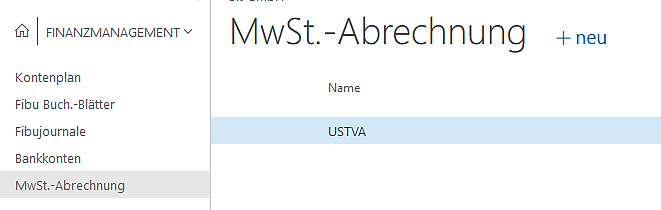 FINANZMANAGEMENT
Kontenplan
Fibu Buch.-Blätter
Fibujournale
Bankkonten
MwSt.-Abrechnung
MwSt.-Abrechnung
+ neu
Name
USTVA